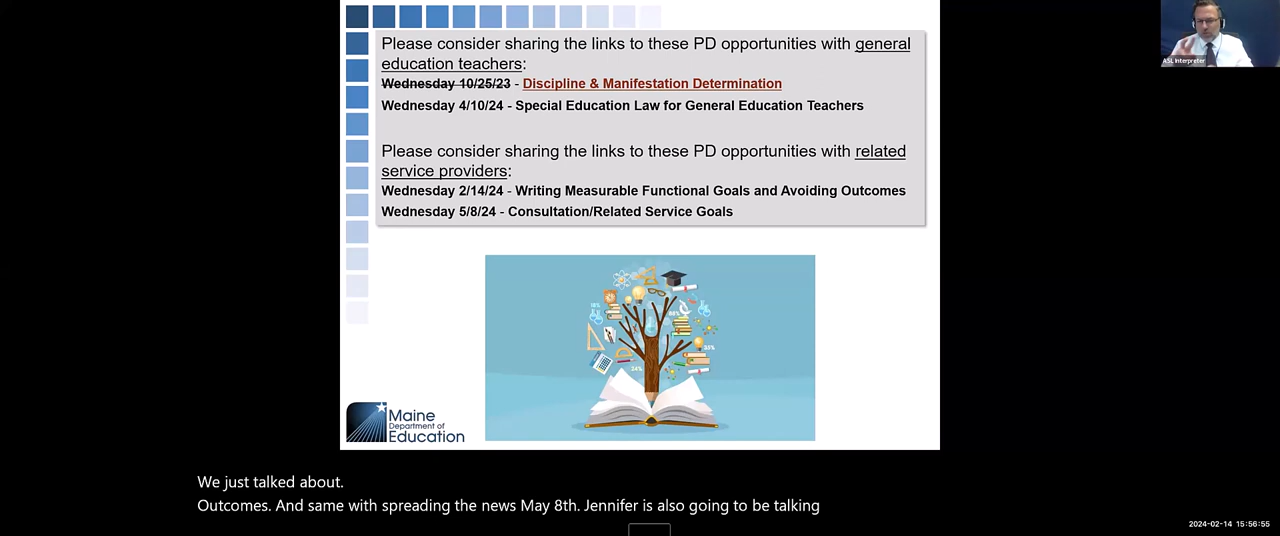 Please consider sharing the links to these PD opportunities with general
education teachers:
Wednesday 10/25/23 - Discipline & Manifestation Determination
Wednesday 4/10/24 - Special Education Law for General Education Teachers
Please consider sharing the links to these PD opportunities with related
service providers:
Wednesday 2/14/24 - Writing Measurable Functional Goals and Avoiding Outcomes
Wednesday 5/8/24 - Consultation/Related Service Goals
ASL Interpreter
24%
Maine
Department of
Education
We just talked about.
Outcomes. And same with spreading the news May 8th. Jennifer is also going to be talking
2024-02-14 15:56:55